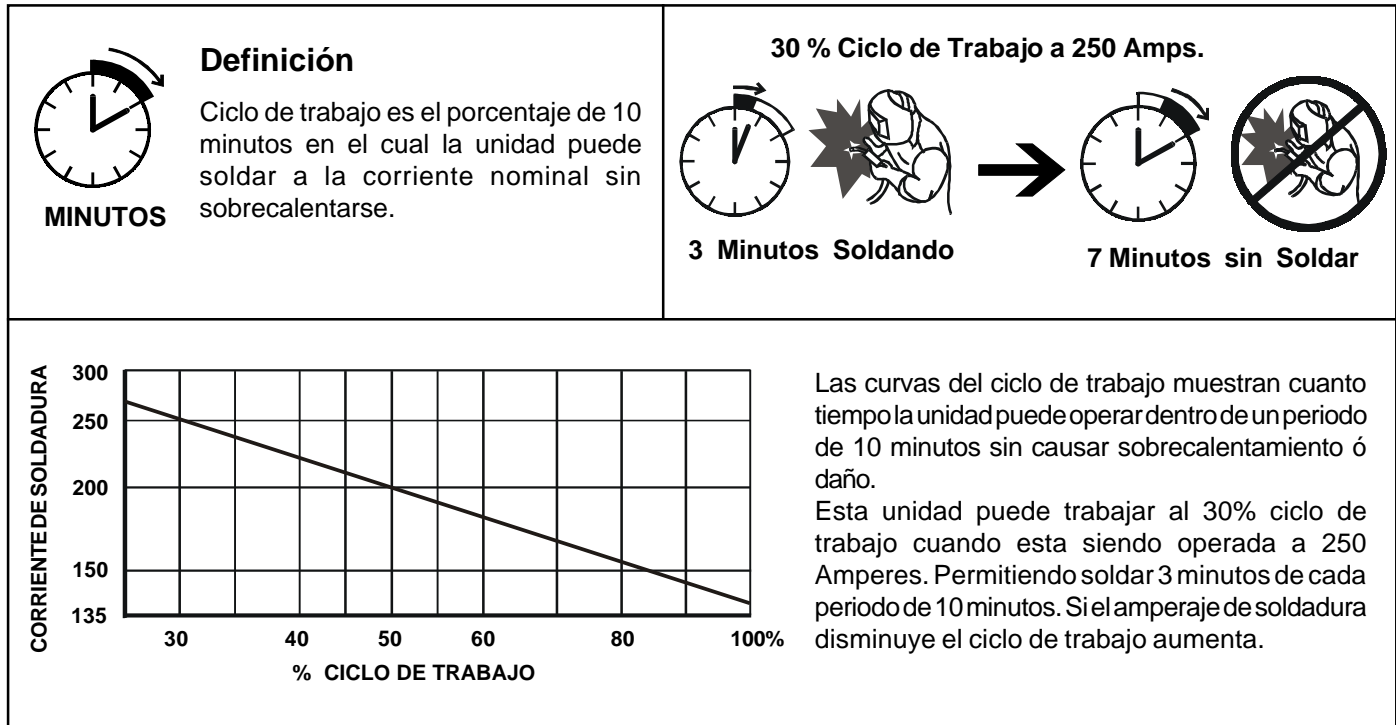 Definición
Ciclo de trabajo es el porcentaje de 10
minutos en el cual la unidad puede
soldar a la corriente nominal sin
sobrecalentarse.
MINUTOS
30 % Ciclo de Trabajo a 250 Amps.
3 Minutos Soldando
7 Minutos sin Soldar
CORRIENTE DE SOLDADURA
300
250
200
150
135
30 40 50 60 80 100%
% CICLO DE TRABAJO
Las curvas del ciclo de trabajo muestran cuanto
tiempo la unidad puede operar dentro de un periodo
de 10 minutos sin causar sobrecalentamiento ó
daño.
Esta unidad puede trabajar al 30% ciclo de
trabajo cuando esta siendo operada a 250
Amperes. Permitiendo soldar 3 minutos de cada
periodo de 10 minutos. Si el amperaje de soldadura
disminuye el ciclo de trabajo aumenta.